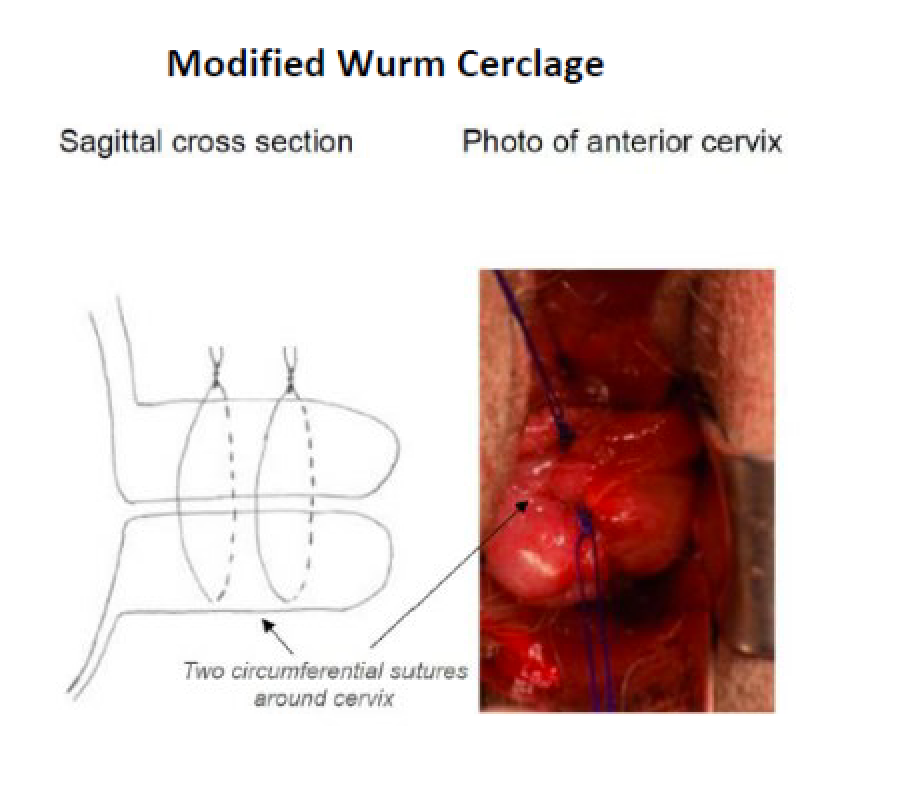 Modified Wurm Cerclage
Sagittal cross section
Photo of anterior cervix
Two circumferential sutures
around cervix